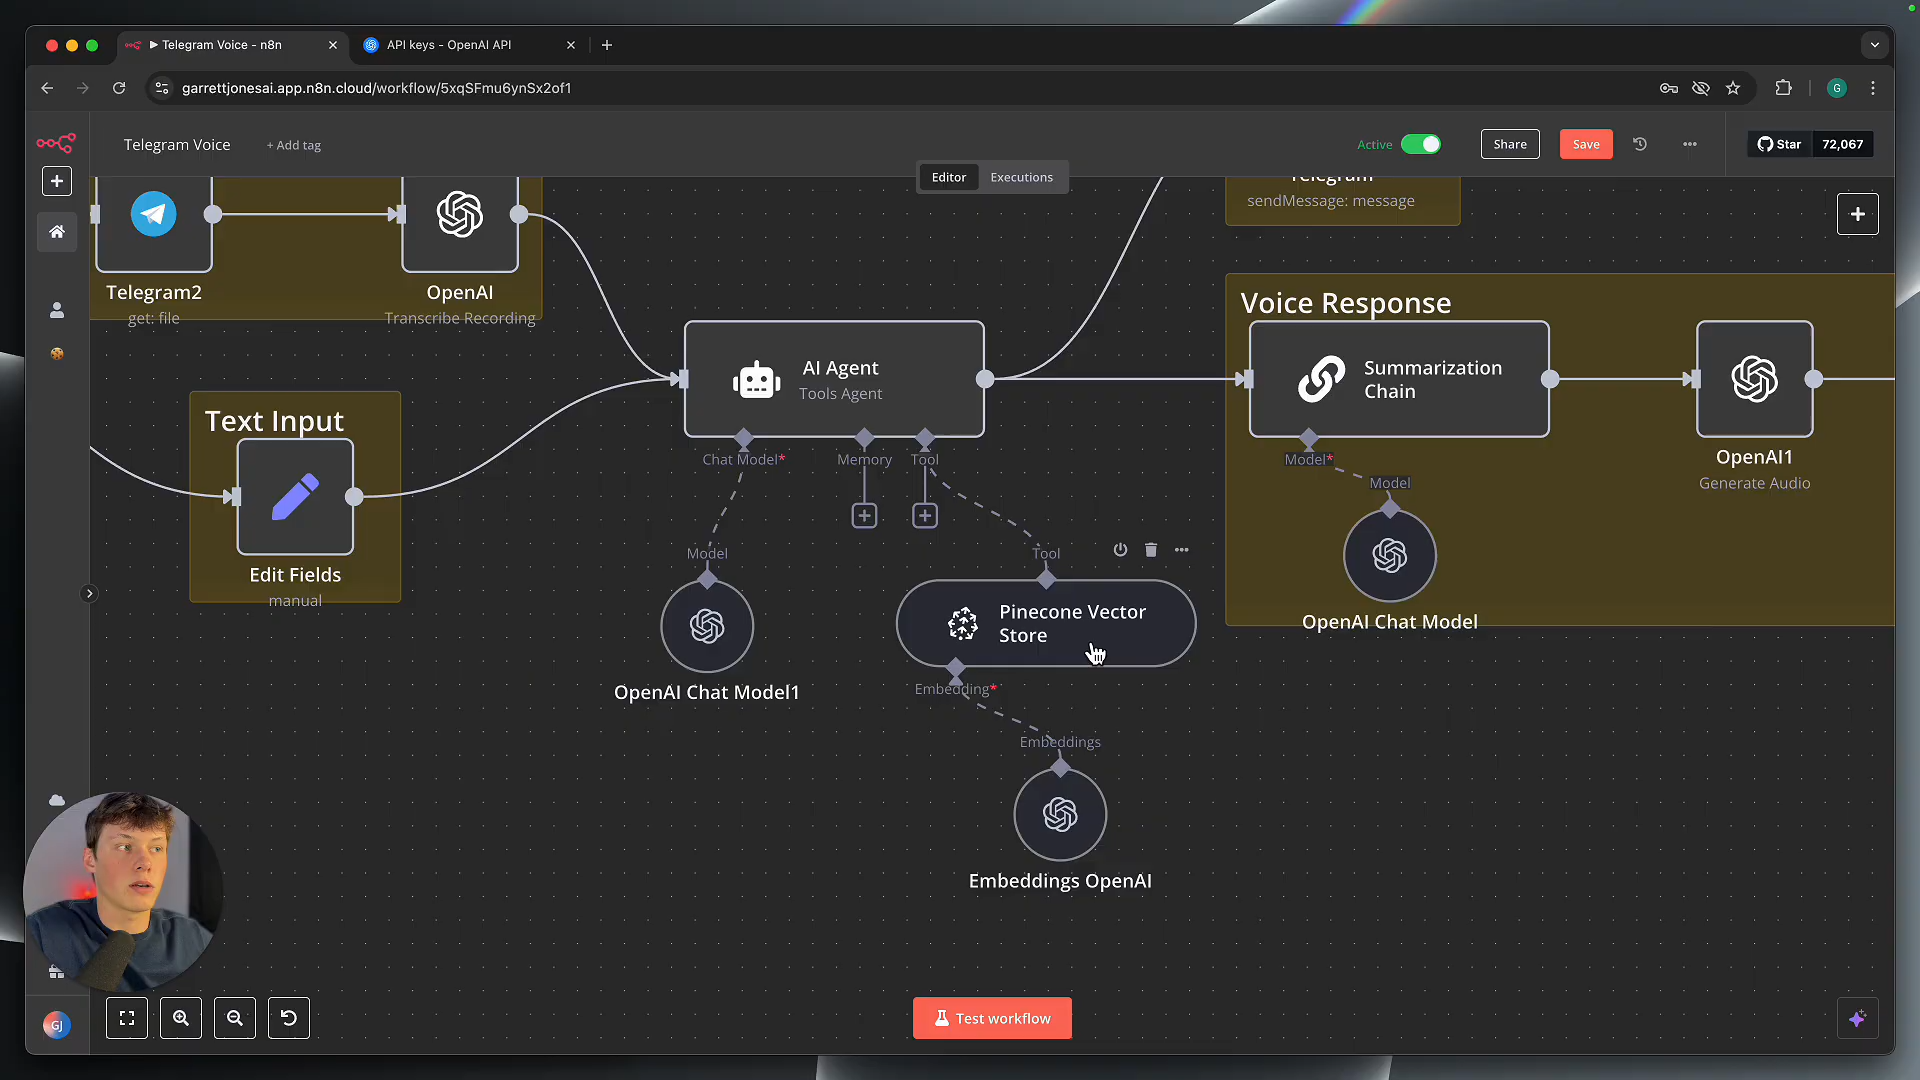 Telegram Voice - n8n
API keys - OpenAI API
garrettjonesai.app.n8n.cloud/workflow/5xqSFmu6ynSx2of1
G
Telegram Voice
+ Add tag
Active
Share
Save
Star
72,067
Editor
Executions
Telegram
sendMessage: message
Telegram2
get: file
OpenAI
Transcribe Recording
Voice Response
AI Agent
Tools Agent
Summarization
Chain
Text Input
Chat Model*
Memory
Tool
Model*
Model
OpenAI1
Generate Audio
Edit Fields
manual
Model
Tool
Pinecone Vector
Store
OpenAI Chat Model
OpenAI Chat Model1
Embedding*
Embeddings
Embeddings OpenAI
GJ
Test workflow